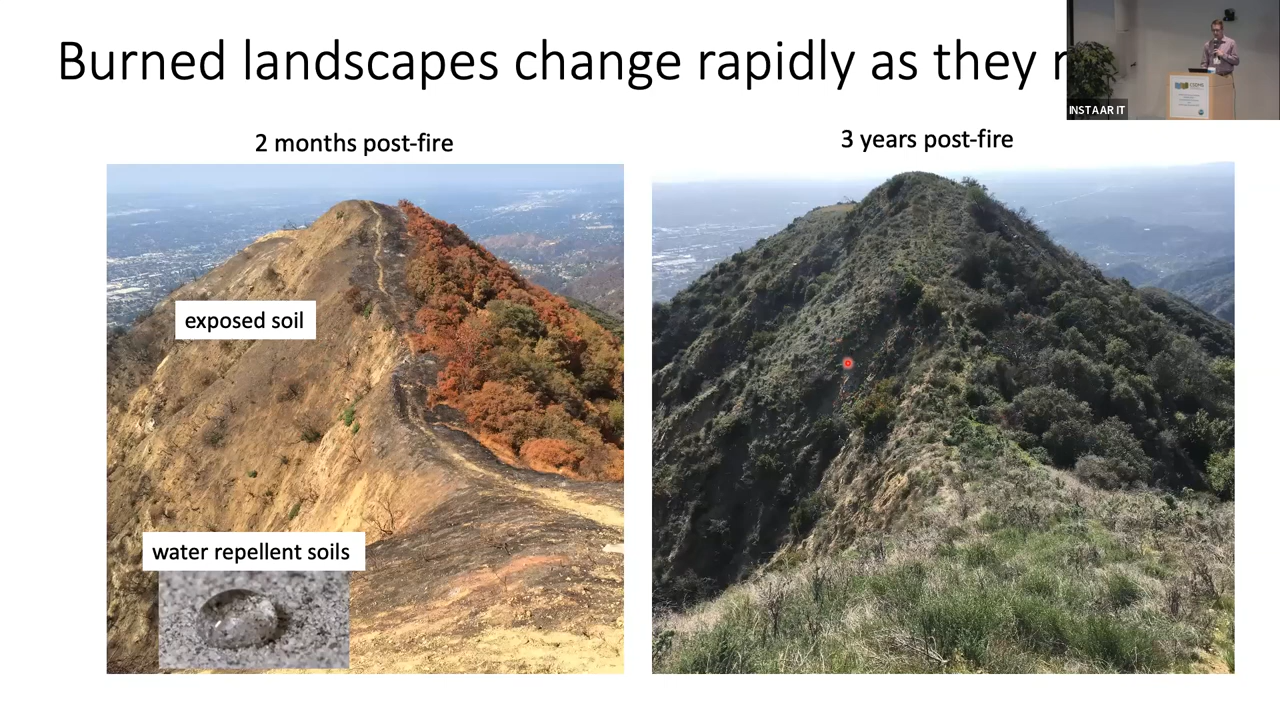 Burned landscapes change rapidly as they
INSTAAR IT
2 months post-fire
3 years post-fire
exposed soil
water repellent soils